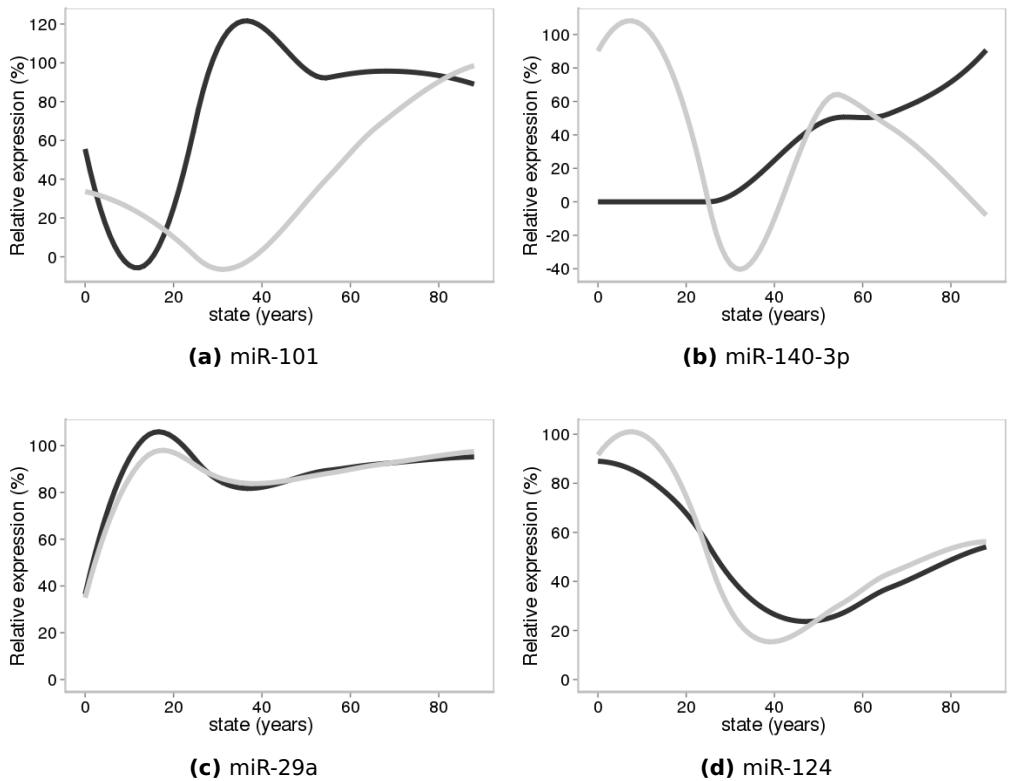 Relative expression (%)
120
100
80
60
40
20
0
0 20 40 60 80
state (years)
(a) miR-101
Relative expression (%)
100
80
60
40
20
0
-20
-40
0 20 40 60 80
state (years)
(b) miR-140-3p
Relative expression (%)
100
80
60
40
20
0
0 20 40 60 80
state (years)
(c) miR-29a
Relative expression (%)
100
80
60
40
20
0
0 20 40 60 80
state (years)
(d) miR-124